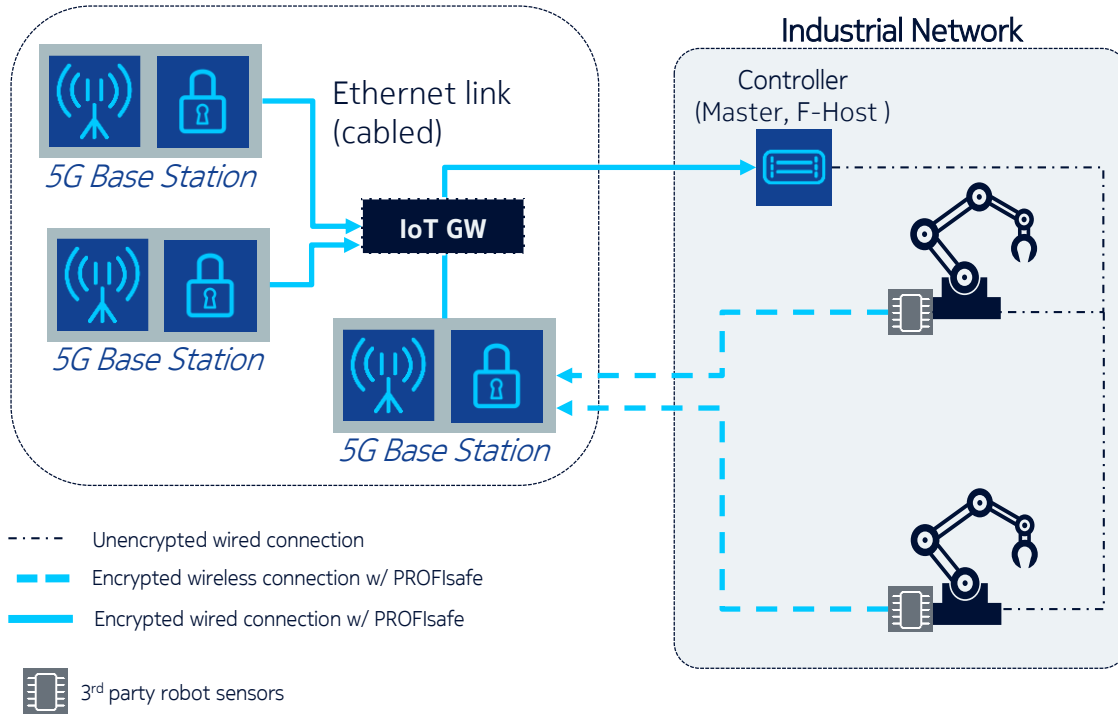 Industrial Network
Ethernet link
(cabled)
Controller
(Master, F-Host )
5G Base Station
IoT GW
5G Base Station
5G Base Station
Unencrypted wired connection
Encrypted wireless connection w/ PROFIsafe
Encrypted wired connection w/ PROFIsafe
3rd party robot sensors